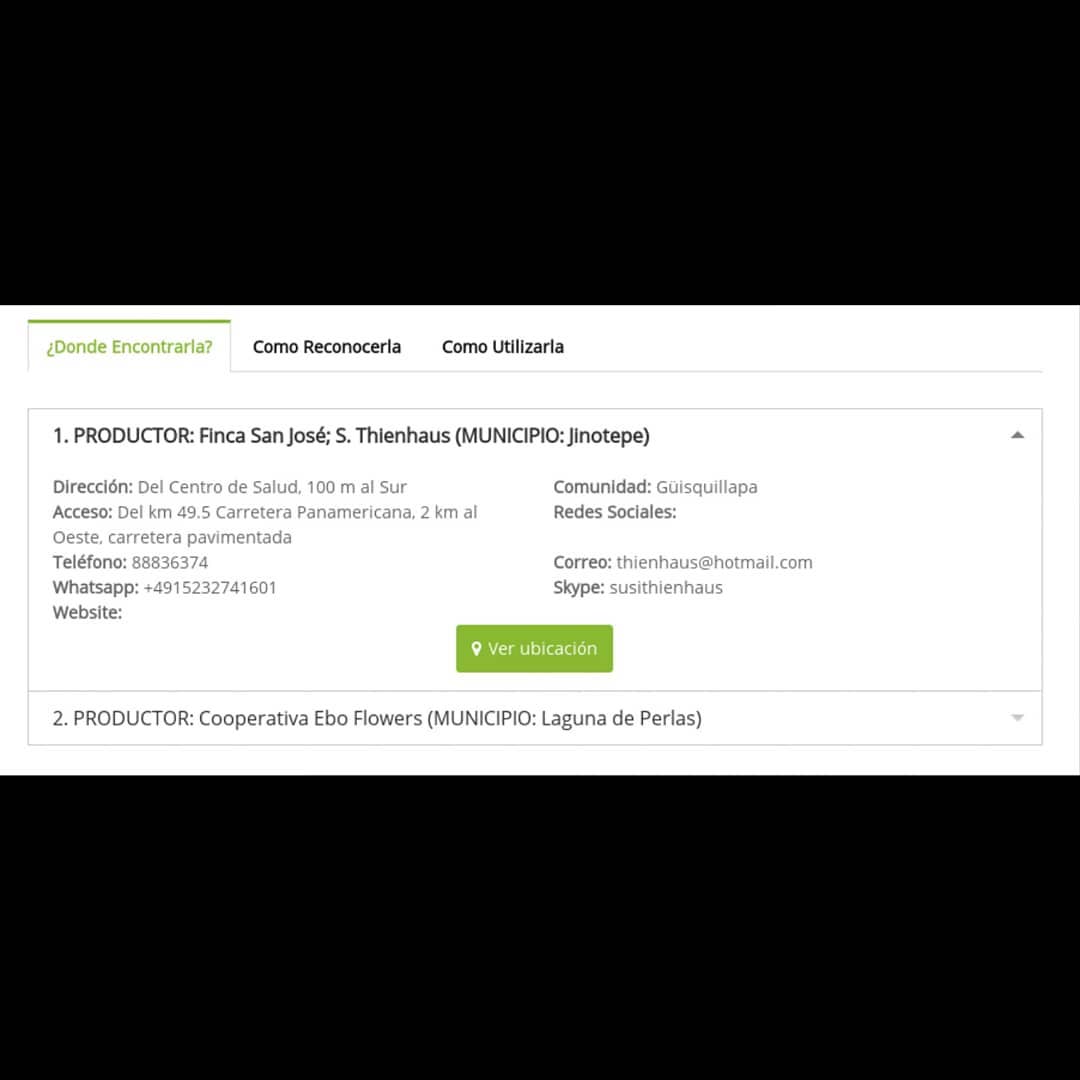 ¿Donde Encontrarla?
Como Reconocerla
Como Utilizarla
1. PRODUCTOR: Finca San José; S. Thienhaus (MUNICIPIO: Jinotepe)
Dirección: Del Centro de Salud, 100 m al Sur
Acceso: Del km 49.5 Carretera Panamericana, 2 km al
Oeste, carretera pavimentada
Teléfono: 88836374
Whatsapp: +4915232741601
Website:
Comunidad: Güisquillapa
Redes Sociales:
Correo: thienhaus@hotmail.com
Skype: susithienhaus
Ver ubicación
2. PRODUCTOR: Cooperativa Ebo Flowers (MUNICIPIO: Laguna de Perlas)